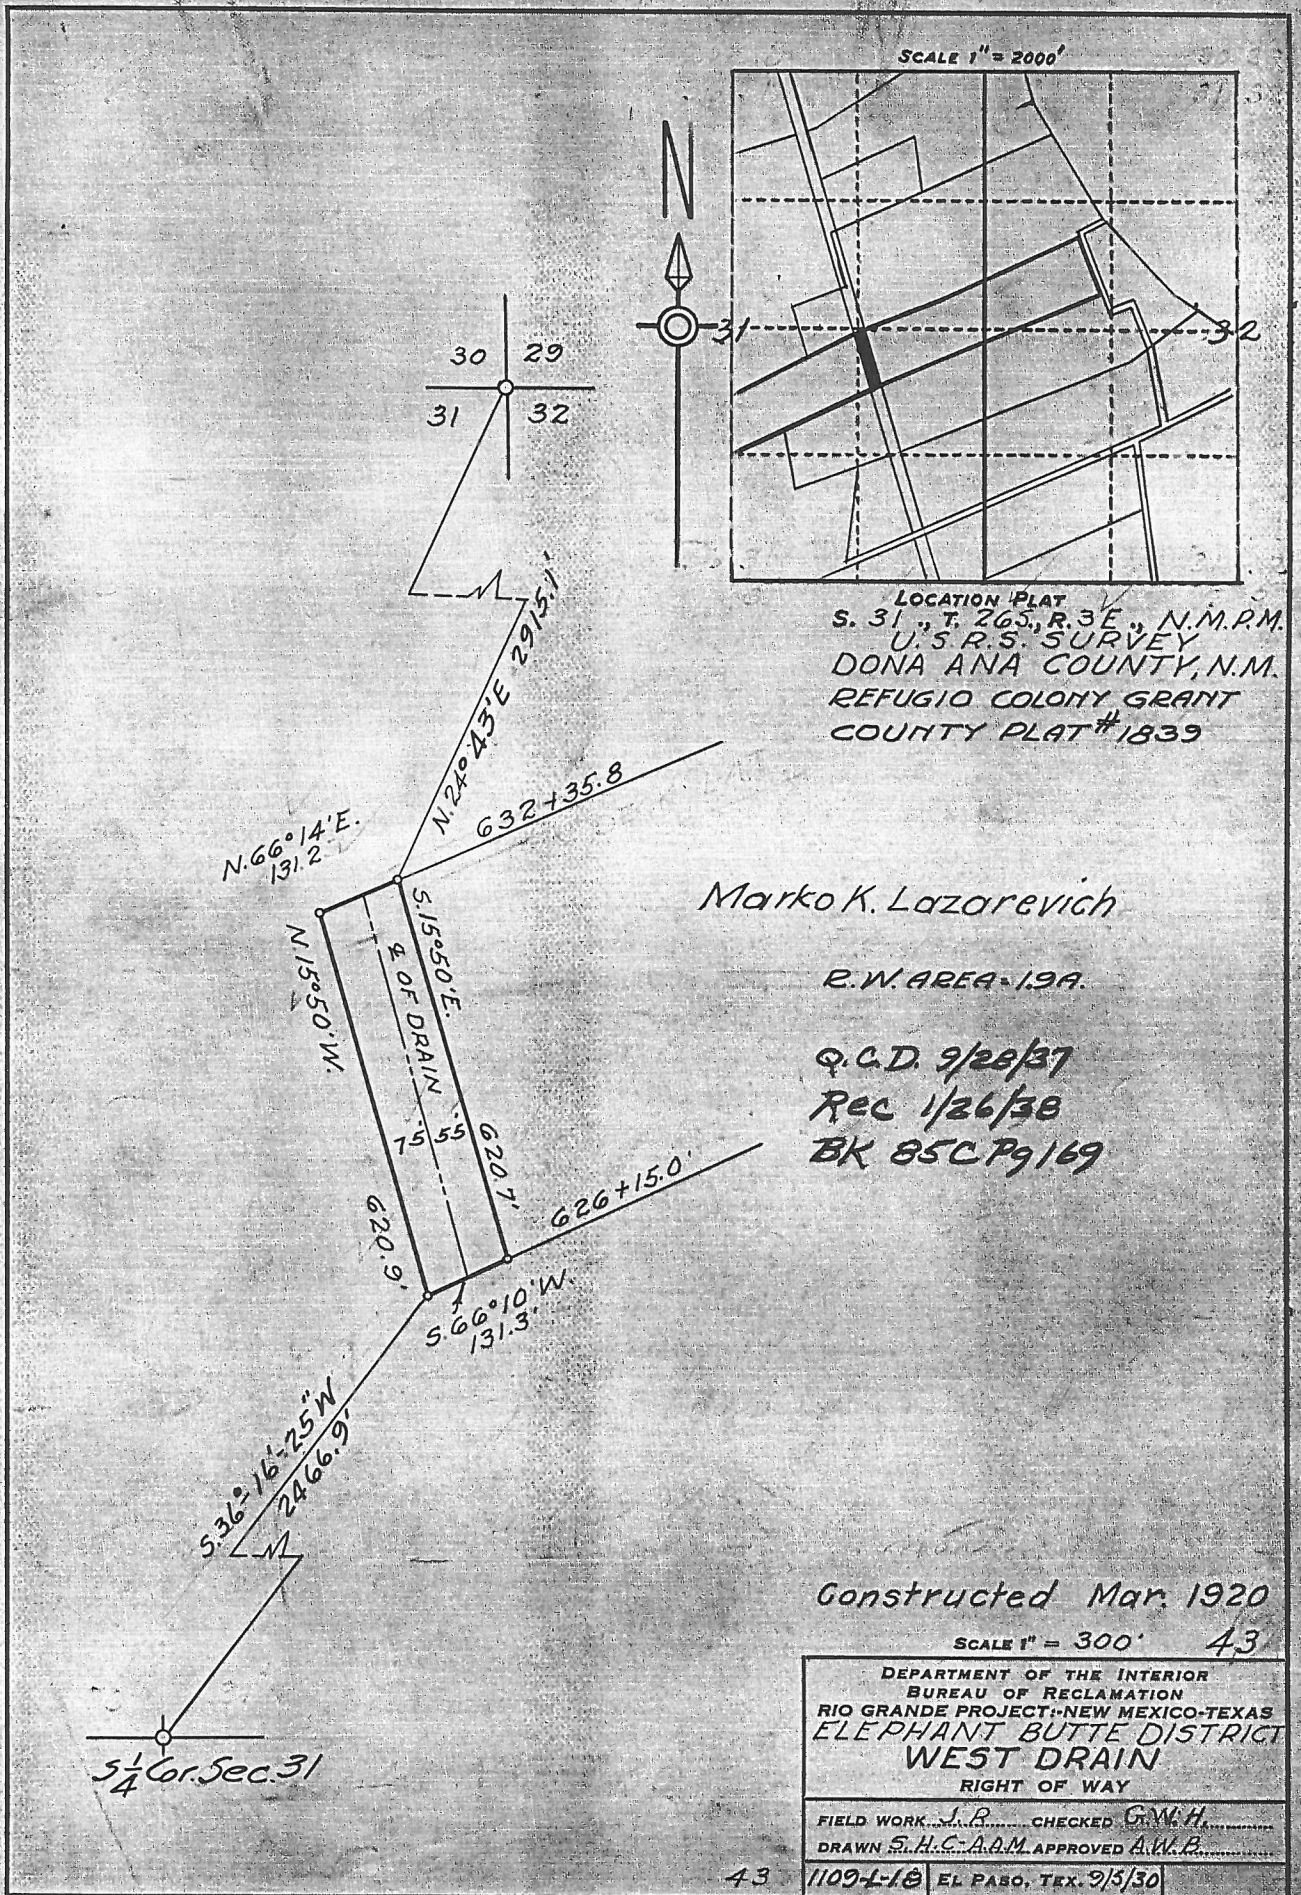 SCALE 1" = 2000'
N
31
32
LOCATION PLAT
S. 31., T. 26S., R. 3E., N.M.P.M.
U.S.R.S. SURVEY
DONA ANA COUNTY, N.M.
REFUGIO COLONY GRANT
COUNTY PLAT #1839
30 29
31 32
N. 24° 43' E 2915.1'
632+35.8
N. 66° 14' E.
131.2
S. 15° 50' E.
620.7'
N. 15° 50' W.
620.9'
℄ OF DRAIN
75' 55'
626+15.0'
S. 66° 10' W.
131.3'
S. 36°-16'-25" W
2466.9'
S 1/4 Cor. Sec. 31
Marko K. Lazarevich
R.W. AREA = 1.9A.
Q.C.D. 9/28/37
Rec 1/26/38
BK 85C Pg 169
Constructed Mar. 1920
SCALE 1" = 300' 43
DEPARTMENT OF THE INTERIOR
BUREAU OF RECLAMATION
RIO GRANDE PROJECT:-NEW MEXICO-TEXAS
ELEPHANT BUTTE DISTRICT
WEST DRAIN
RIGHT OF WAY
FIELD WORK J.R. CHECKED G.W.H.
DRAWN S.H.C-A.A.M. APPROVED A.W.B.
43 1109-L-18 EL PASO, TEX. 9/5/30